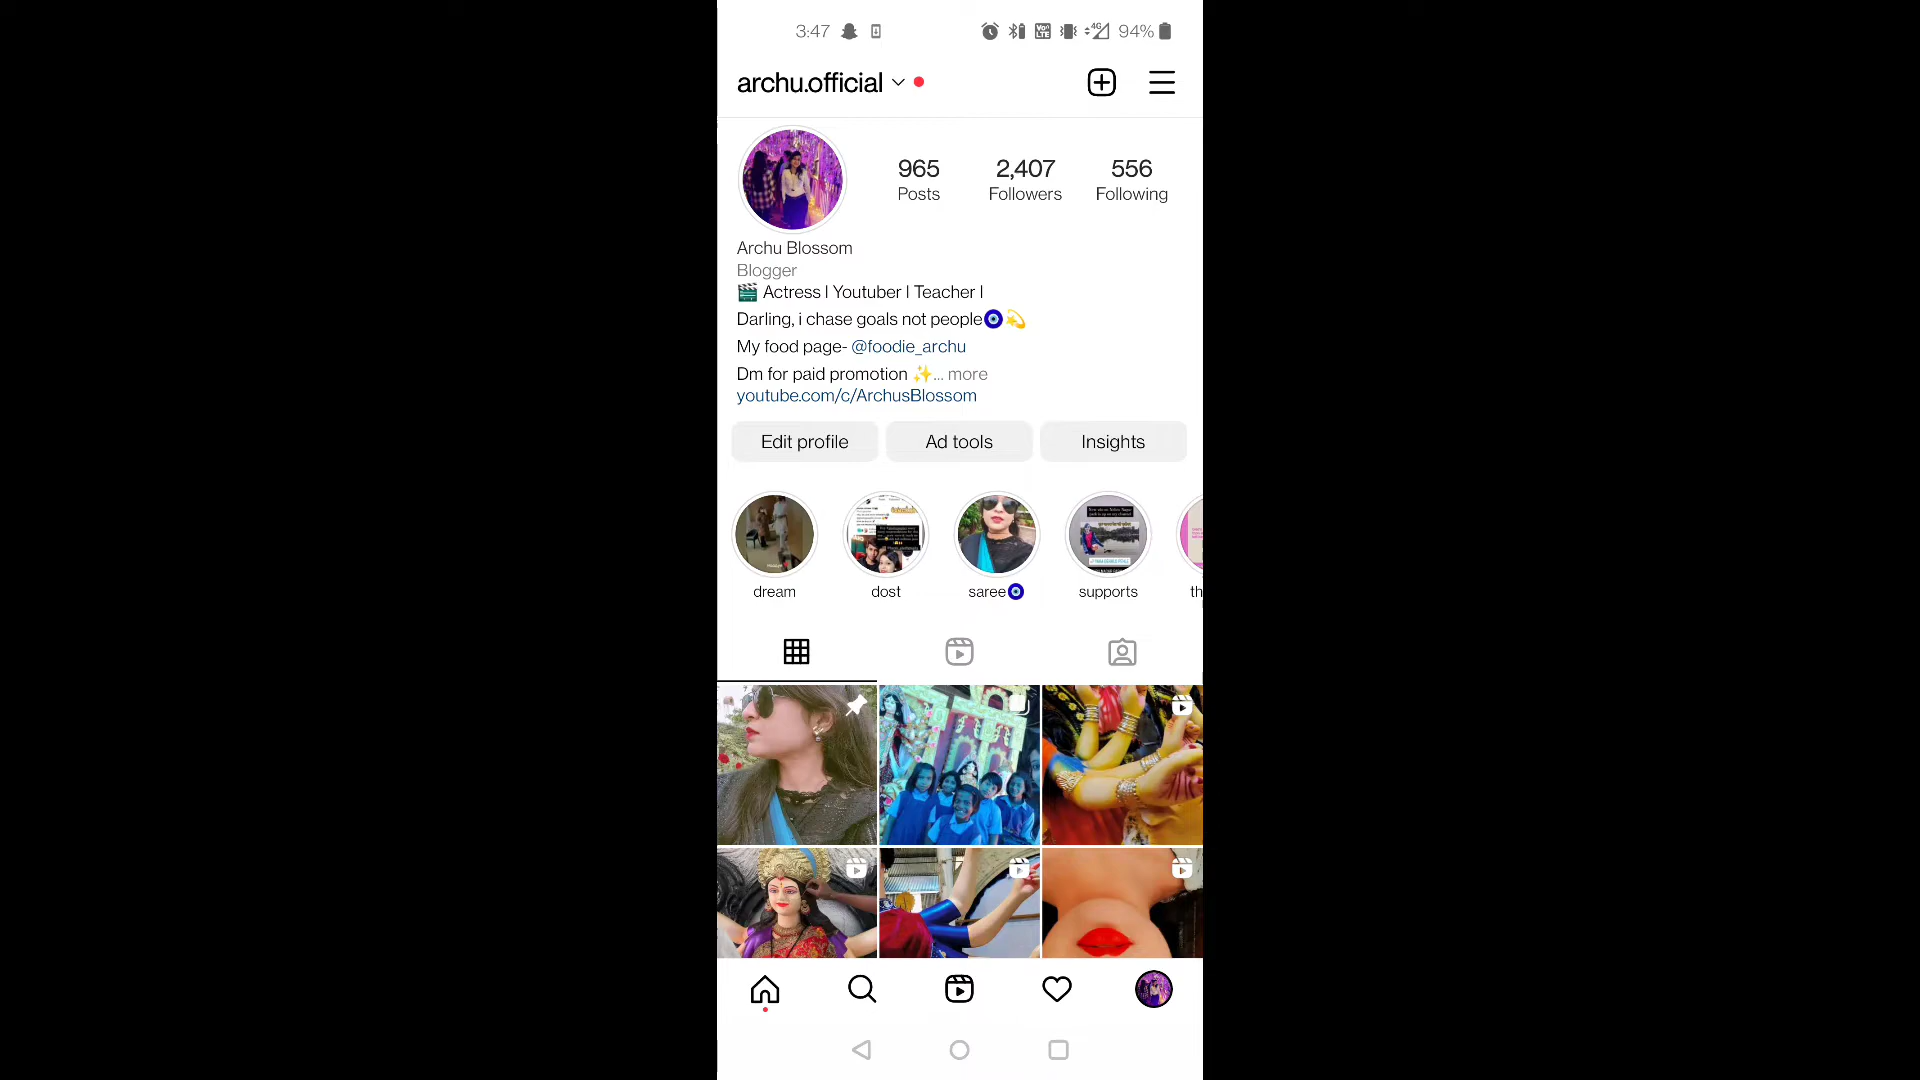 3:47 94%
archu.official
965 2,407 556
Posts Followers Following
Archu Blossom
Blogger
🎬 Actress l Youtuber l Teacher l
Darling, i chase goals not people🧿💫
My food page- @foodie_archu
Dm for paid promotion ✨... more
youtube.com/c/ArchusBlossom
Edit profile Ad tools Insights
dream dost saree🧿 supports th